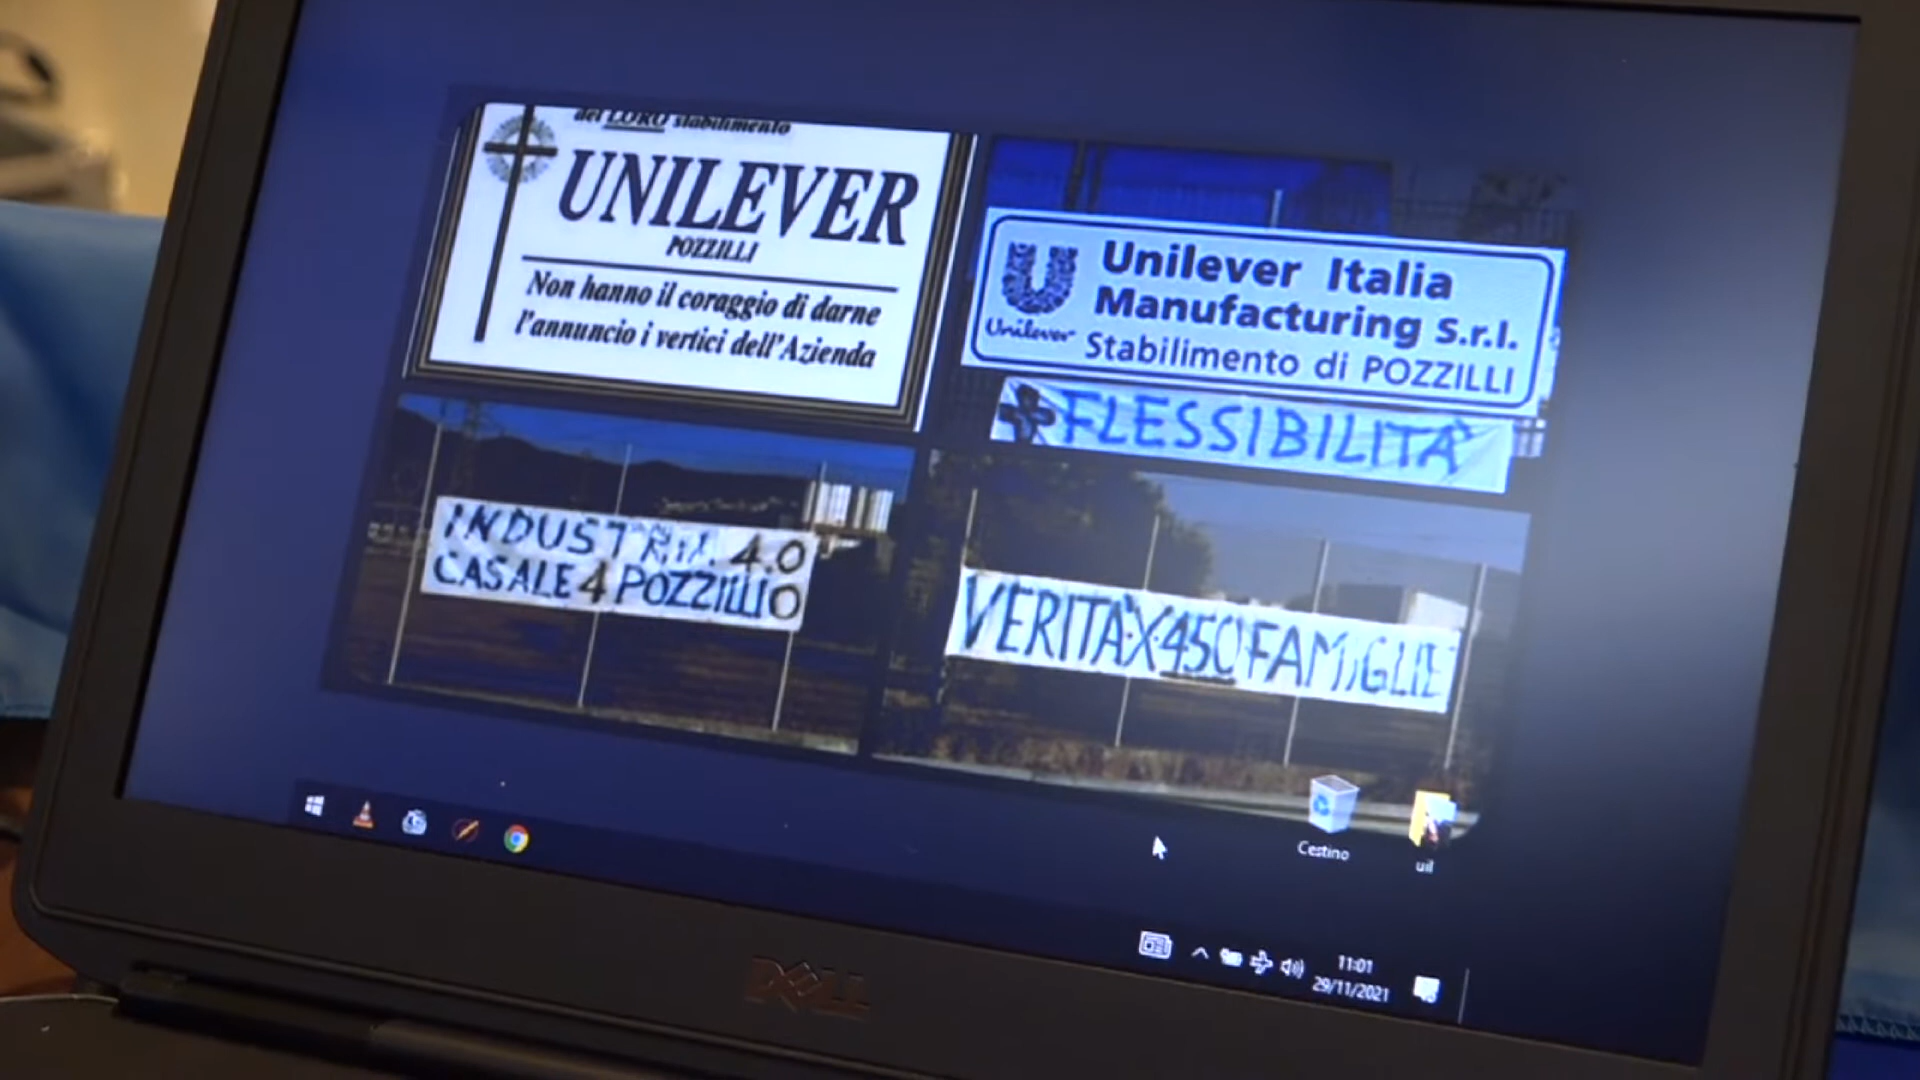 del LORO stabilimento
UNILEVER
POZZILLI
Non hanno il coraggio di darne
l'annuncio i vertici dell'Azienda
Unilever Italia
Manufacturing S.r.l.
Unilever
Stabilimento di POZZILLI
FLESSIBILITÀ
INDUSTRIA 4.0
CASALE 4 POZZILLI 0
VERITÀ X 450 FAMIGLIE
Cestino
uil
11:01
29/11/2021
DELL